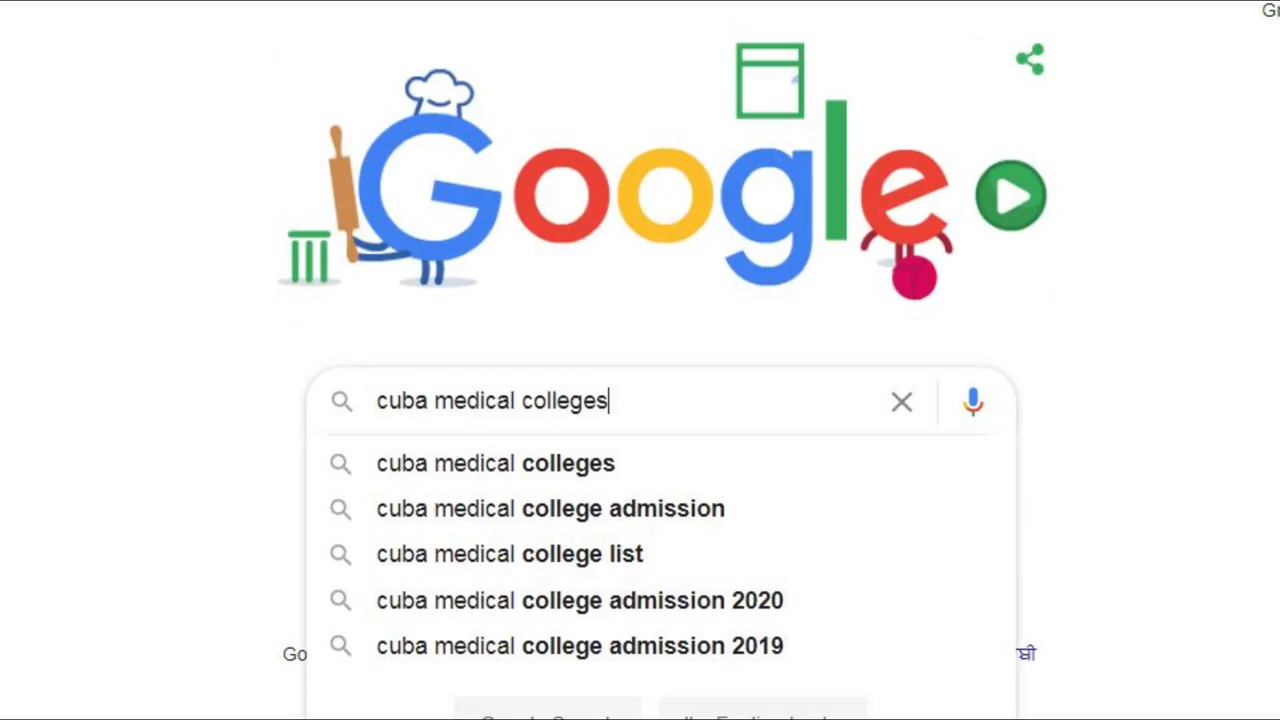 Google
cuba medical colleges
cuba medical colleges
cuba medical college admission
cuba medical college list
cuba medical college admission 2020
cuba medical college admission 2019
Go